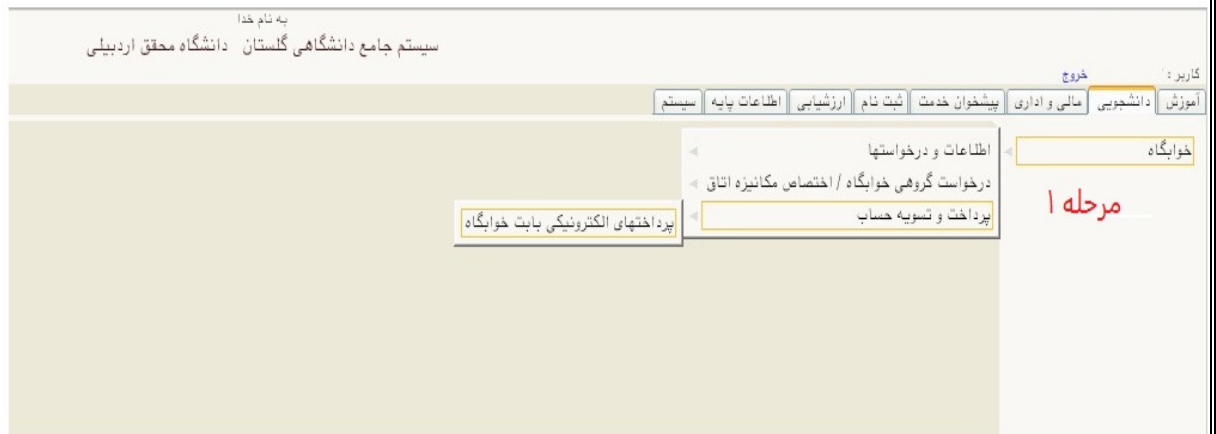 به نام خدا
سیستم جامع دانشگاهی گلستان دانشگاه محقق اردبیلی
کاربر :
خروج
آموزش دانشجویی مالی و اداری پیشخوان خدمت ثبت نام ارزشیابی اطلاعات پایه سیستم
خوابگاه
اطلاعات و درخواستها
درخواست گروهی خوابگاه / اختصاص مکانیزه اتاق
پرداخت و تسویه حساب
پرداختهای الکترونیکی بابت خوابگاه
مرحله ۱